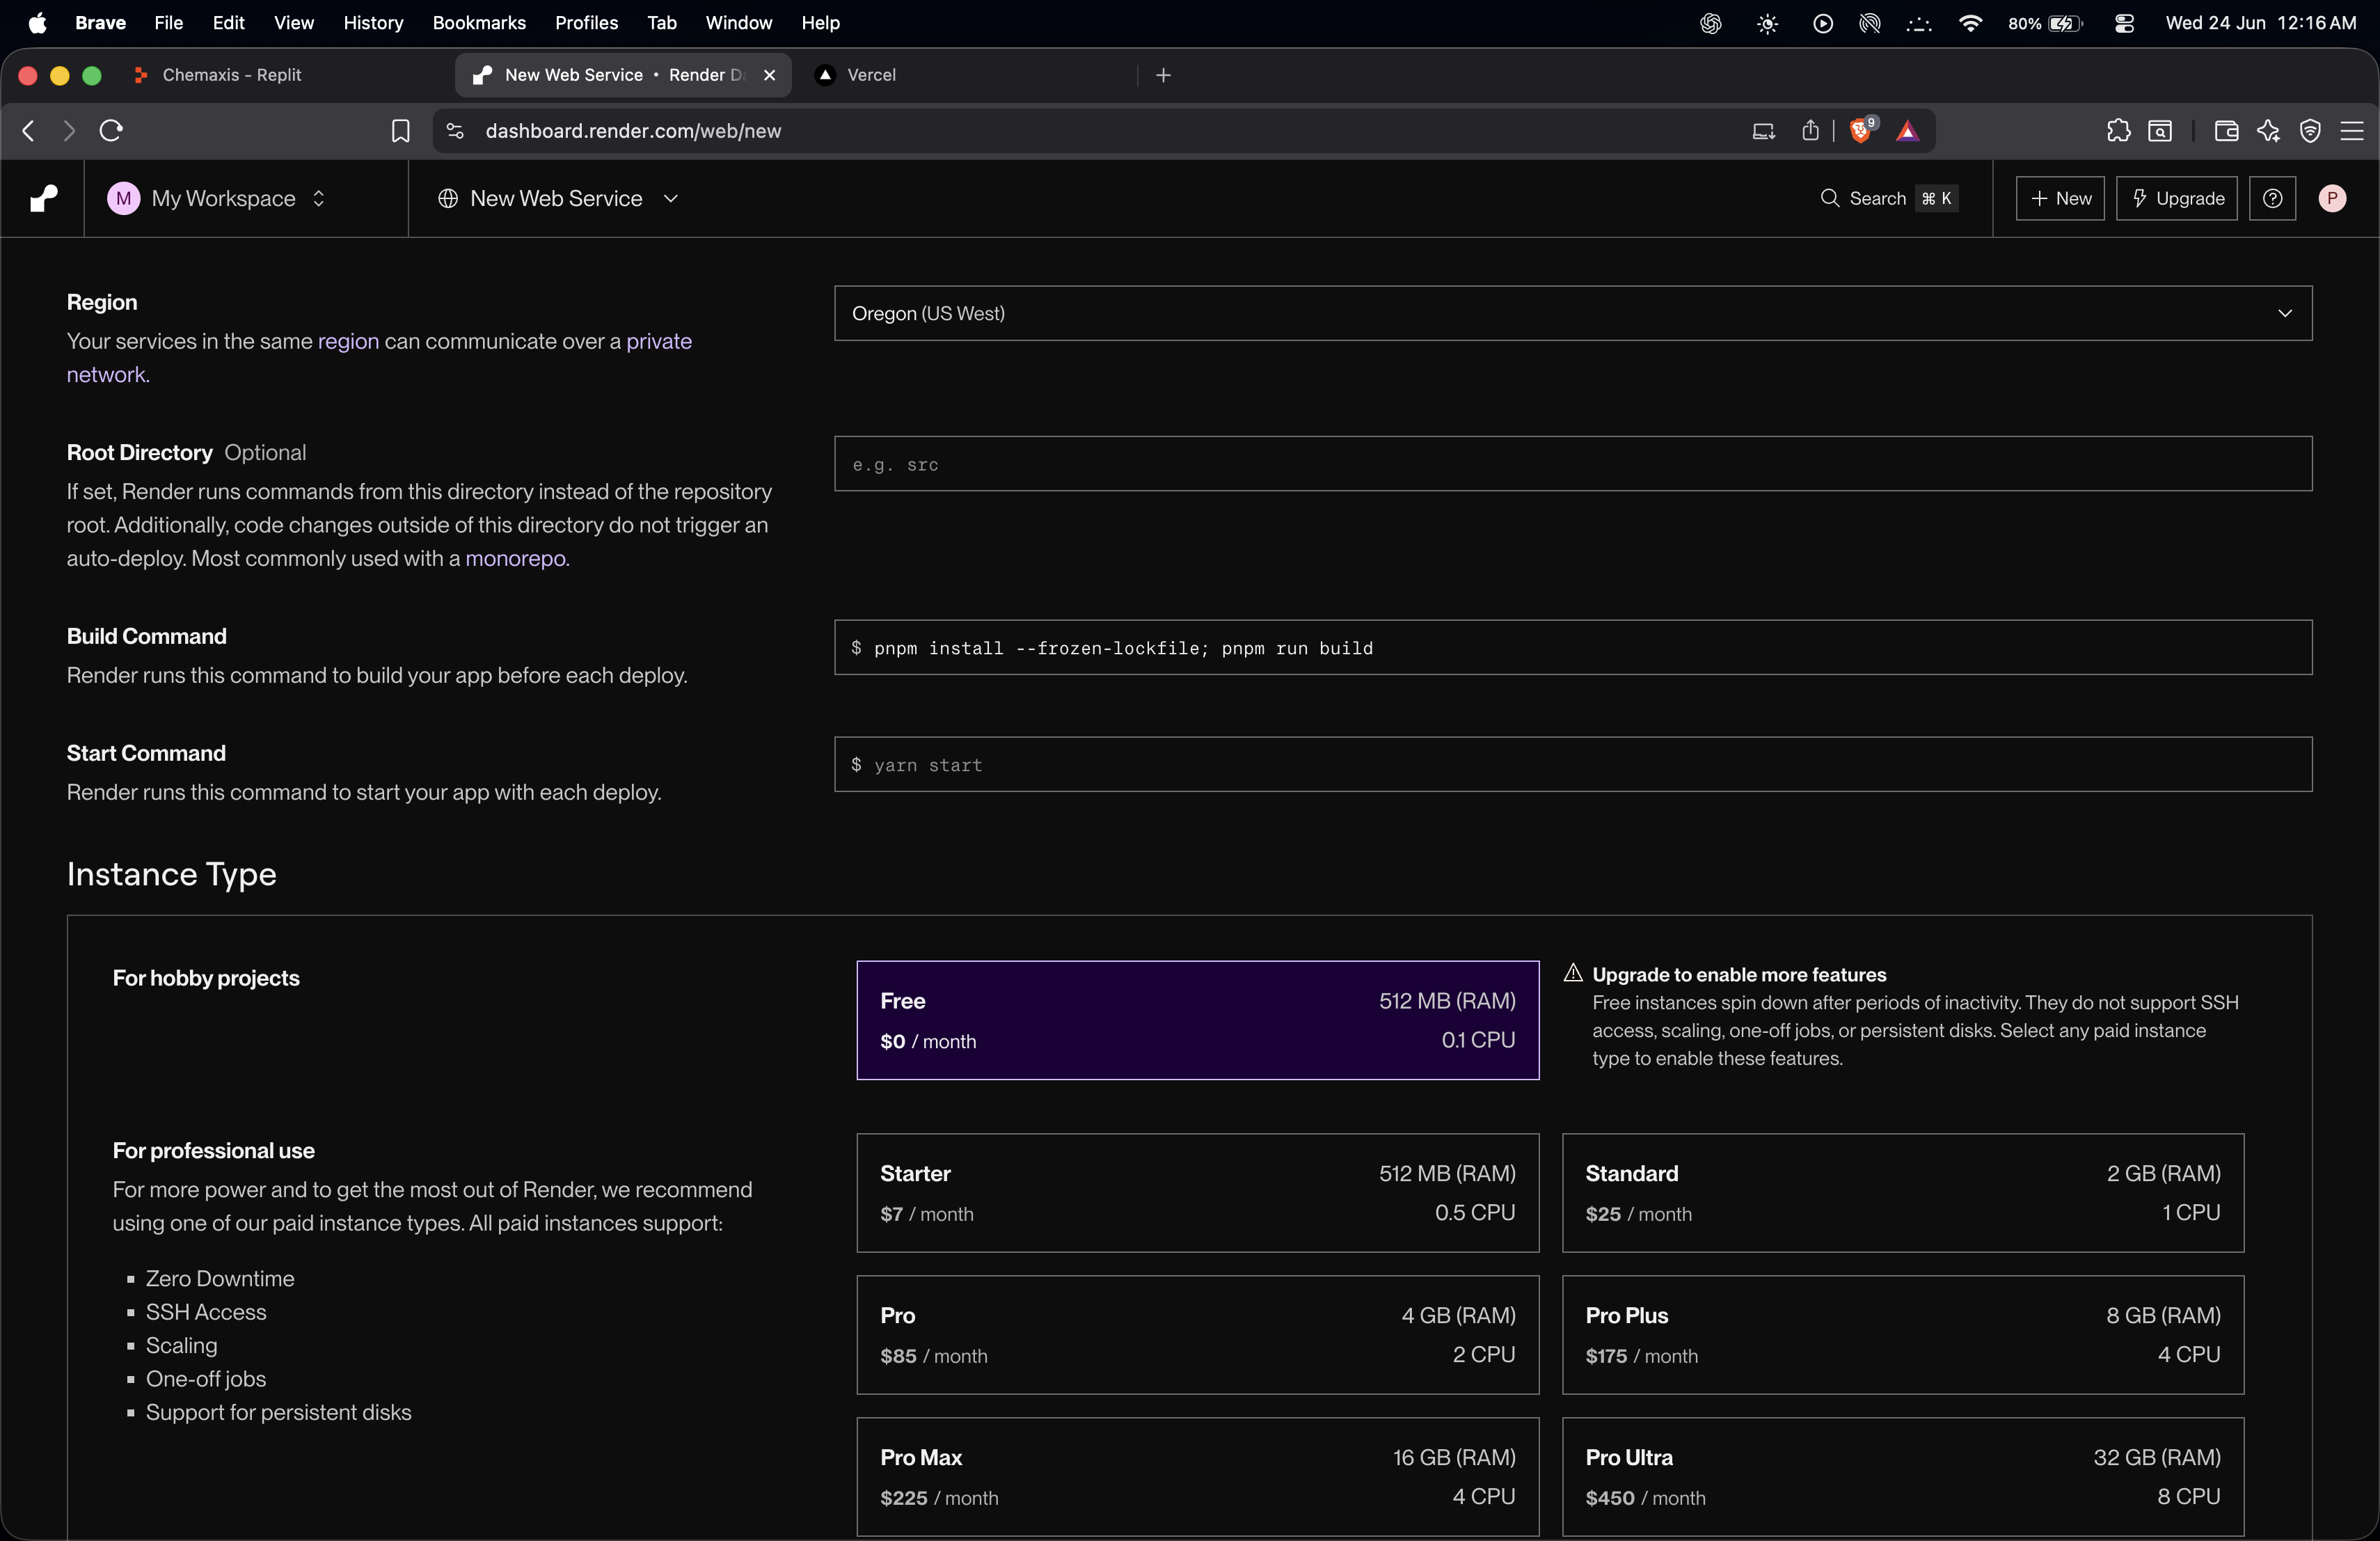 Brave File Edit View History Bookmarks Profiles Tab Window Help 80% Wed 24 Jun 12:16 AM
Chemaxis - Replit New Web Service • Render Da Vercel
dashboard.render.com/web/new 9
M My Workspace New Web Service Search ⌘ K + New Upgrade P
Region
Your services in the same region can communicate over a private
network.
Oregon (US West)
Root Directory Optional
If set, Render runs commands from this directory instead of the repository
root. Additionally, code changes outside of this directory do not trigger an
auto-deploy. Most commonly used with a monorepo.
e.g. src
Build Command
Render runs this command to build your app before each deploy.
$ pnpm install --frozen-lockfile; pnpm run build
Start Command
Render runs this command to start your app with each deploy.
$ yarn start
Instance Type
For hobby projects
Free 512 MB (RAM)
$0 / month 0.1 CPU
Upgrade to enable more features
Free instances spin down after periods of inactivity. They do not support SSH
access, scaling, one-off jobs, or persistent disks. Select any paid instance
type to enable these features.
For professional use
For more power and to get the most out of Render, we recommend
using one of our paid instance types. All paid instances support:
Zero Downtime
SSH Access
Scaling
One-off jobs
Support for persistent disks
Starter 512 MB (RAM)
$7 / month 0.5 CPU
Standard 2 GB (RAM)
$25 / month 1 CPU
Pro 4 GB (RAM)
$85 / month 2 CPU
Pro Plus 8 GB (RAM)
$175 / month 4 CPU
Pro Max 16 GB (RAM)
$225 / month 4 CPU
Pro Ultra 32 GB (RAM)
$450 / month 8 CPU